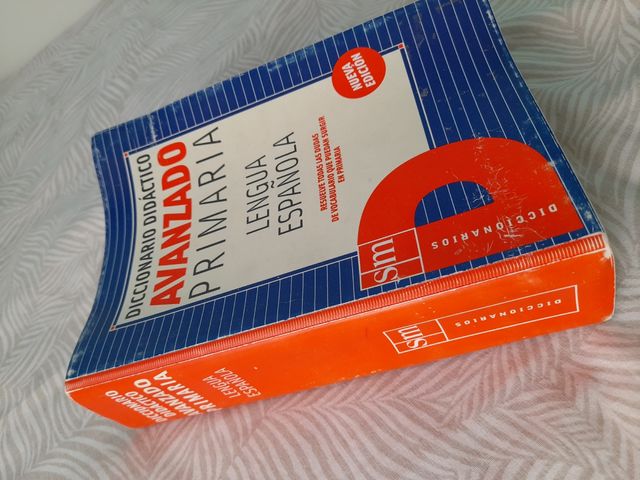 DICCIONARIO DIDÁCTICO
AVANZADO
PRIMARIA
LENGUA
ESPAÑOLA
RESUELVE TODAS LAS DUDAS
DE VOCABULARIO QUE PUEDAN SURGIR
EN PRIMARIA
NUEVA
EDICIÓN
sm
DICCIONARIOS
DICCIONARIO
DIDÁCTICO
AVANZADO
PRIMARIA
LENGUA
ESPAÑOLA
sm
DICCIONARIOS